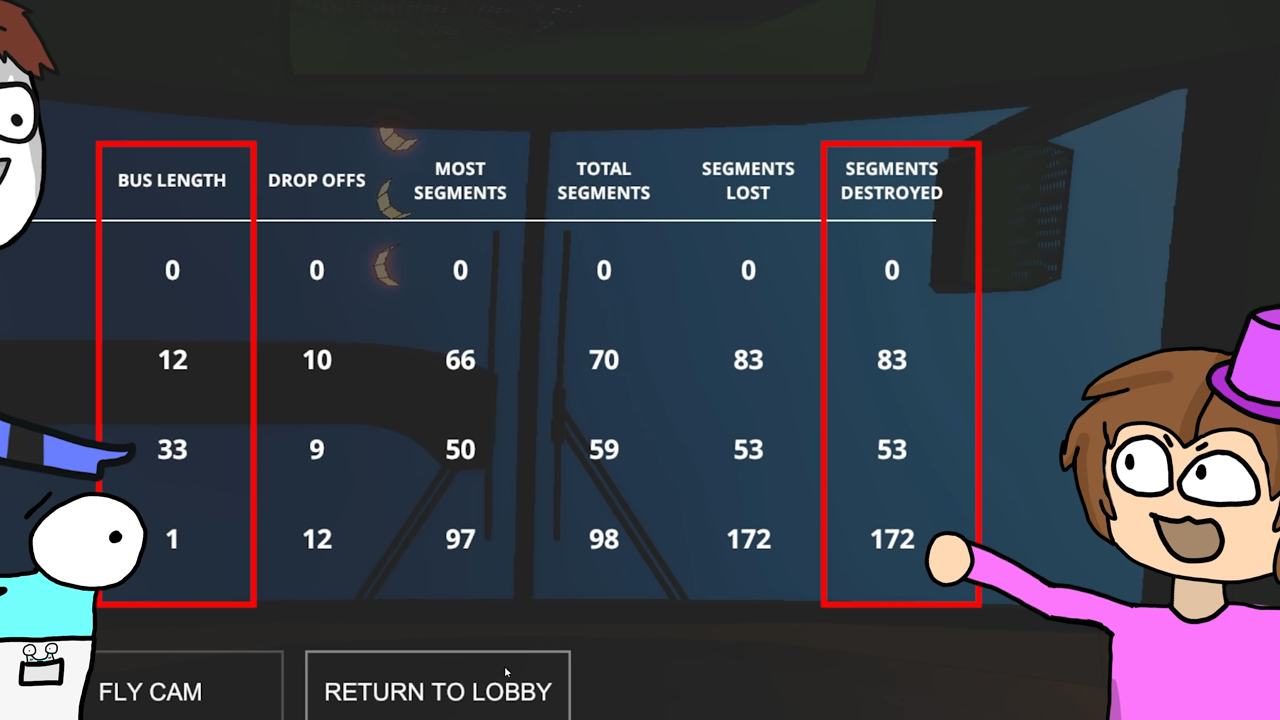 BUS LENGTH DROP OFFS MOST SEGMENTS TOTAL SEGMENTS SEGMENTS LOST SEGMENTS DESTROYED
0 0 0 0 0 0
12 10 66 70 83 83
33 9 50 59 53 53
1 12 97 98 172 172
FLY CAM RETURN TO LOBBY